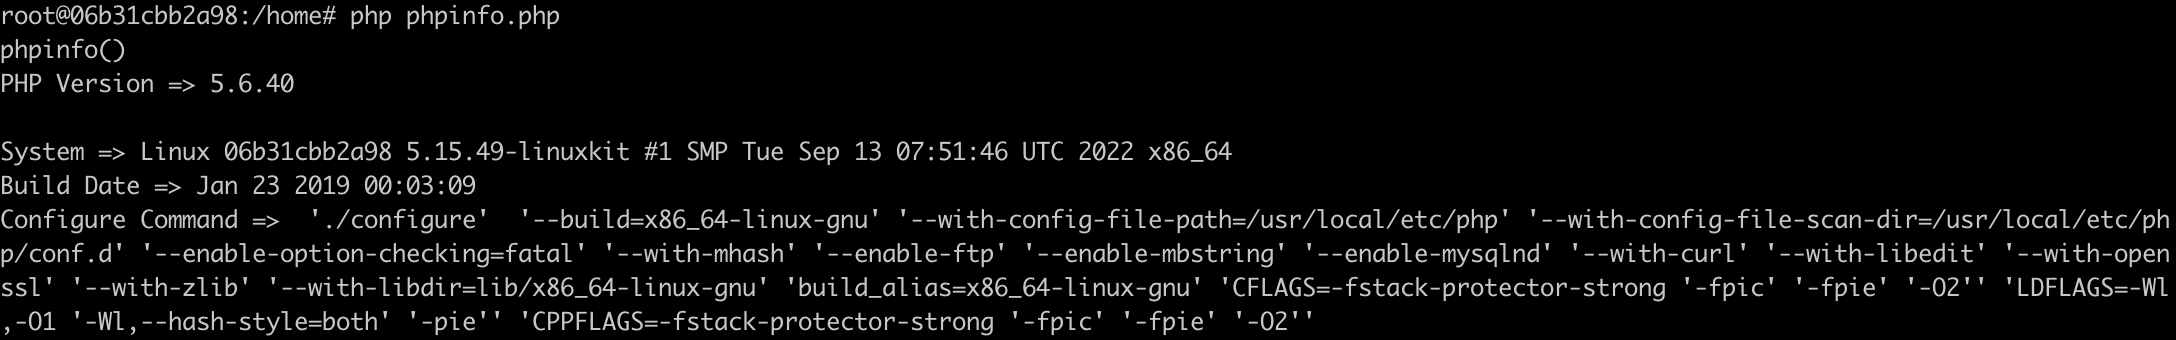 root@06b31cbb2a98:/home# php phpinfo.php
phpinfo()
PHP Version => 5.6.40
System => Linux 06b31cbb2a98 5.15.49-linuxkit #1 SMP Tue Sep 13 07:51:46 UTC 2022 x86_64
Build Date => Jan 23 2019 00:03:09
Configure Command =>  './configure'  '--build=x86_64-linux-gnu' '--with-config-file-path=/usr/local/etc/php' '--with-config-file-scan-dir=/usr/local/etc/ph
p/conf.d' '--enable-option-checking=fatal' '--with-mhash' '--enable-ftp' '--enable-mbstring' '--enable-mysqlnd' '--with-curl' '--with-libedit' '--with-open
ssl' '--with-zlib' '--with-libdir=lib/x86_64-linux-gnu' 'build_alias=x86_64-linux-gnu' 'CFLAGS=-fstack-protector-strong '-fpic' '-fpie' '-O2'' 'LDFLAGS=-Wl
,-O1 '-Wl,--hash-style=both' '-pie'' 'CPPFLAGS=-fstack-protector-strong '-fpic' '-fpie' '-O2''